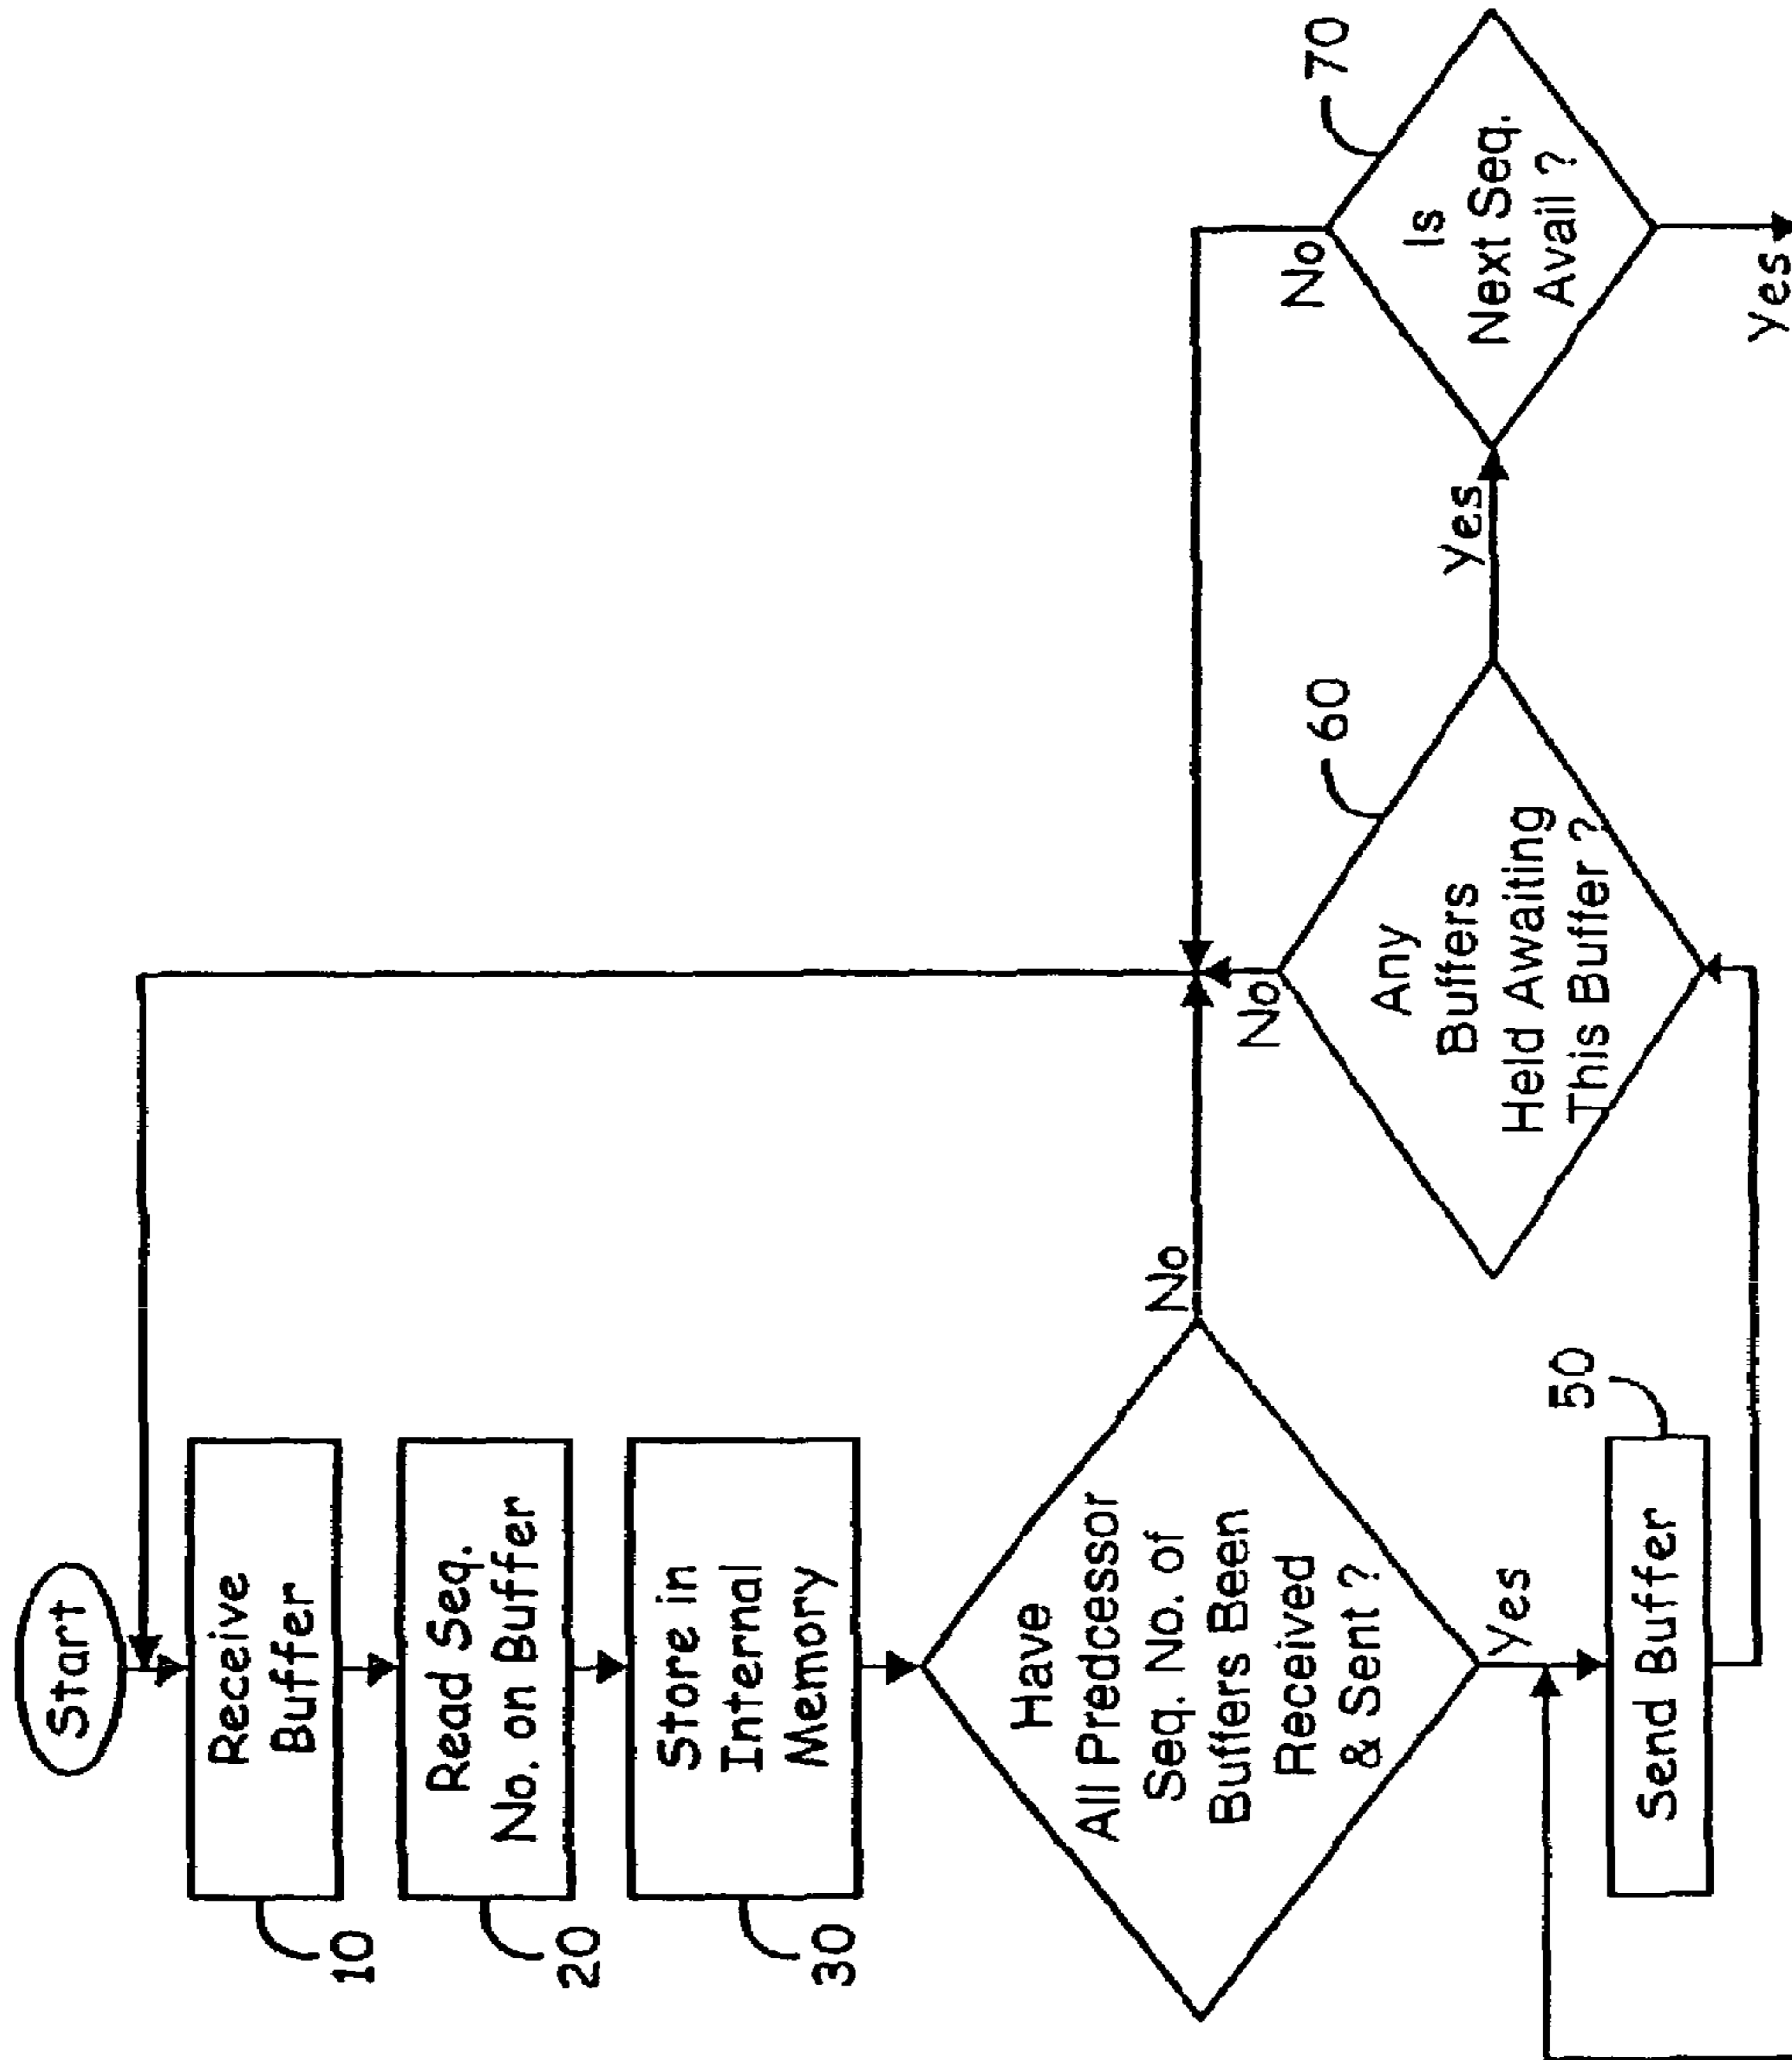 Start
Receive
Buffer
10
Read Seq.
No. on Buffer
20
Store in
Internal
Memory
30
Have
All Predcessor
Seq. No. of
Buffers Been
Received
& Sent ?
No
Yes
Send Buffer
50
Any
Buffers
Held Awaiting
This Buffer ?
60
No
Yes
Is
Next Seq.
Avail ?
70
No
Yes